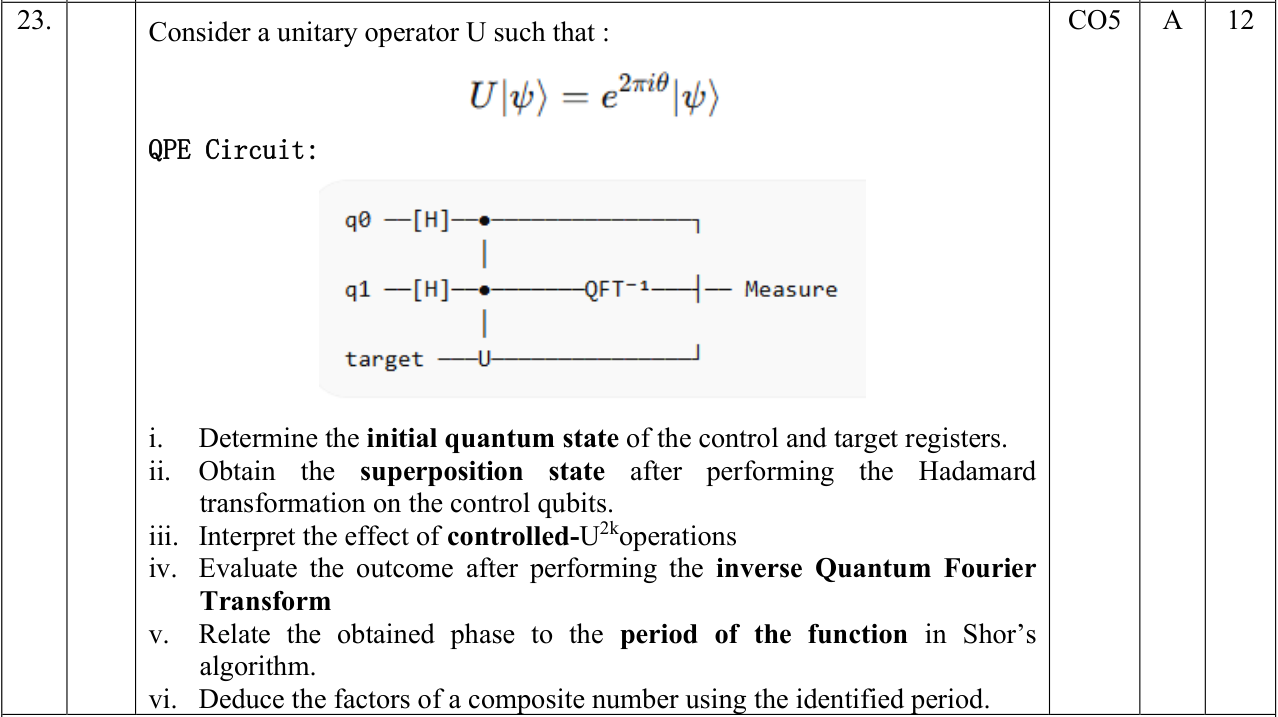 23.
Consider a unitary operator U such that :
CO5
A
12
U|ψ⟩ = e^{2πiθ}|ψ⟩
QPE Circuit:
q0 —[H]—●———————————————┐
|
q1 —[H]—●———————QFT⁻¹———┤—— Measure
|
target ———U———————————————┘
i. Determine the initial quantum state of the control and target registers.
ii. Obtain the superposition state after performing the Hadamard
transformation on the control qubits.
iii. Interpret the effect of controlled-U^{2k}operations
iv. Evaluate the outcome after performing the inverse Quantum Fourier
Transform
v. Relate the obtained phase to the period of the function in Shor’s
algorithm.
vi. Deduce the factors of a composite number using the identified period.